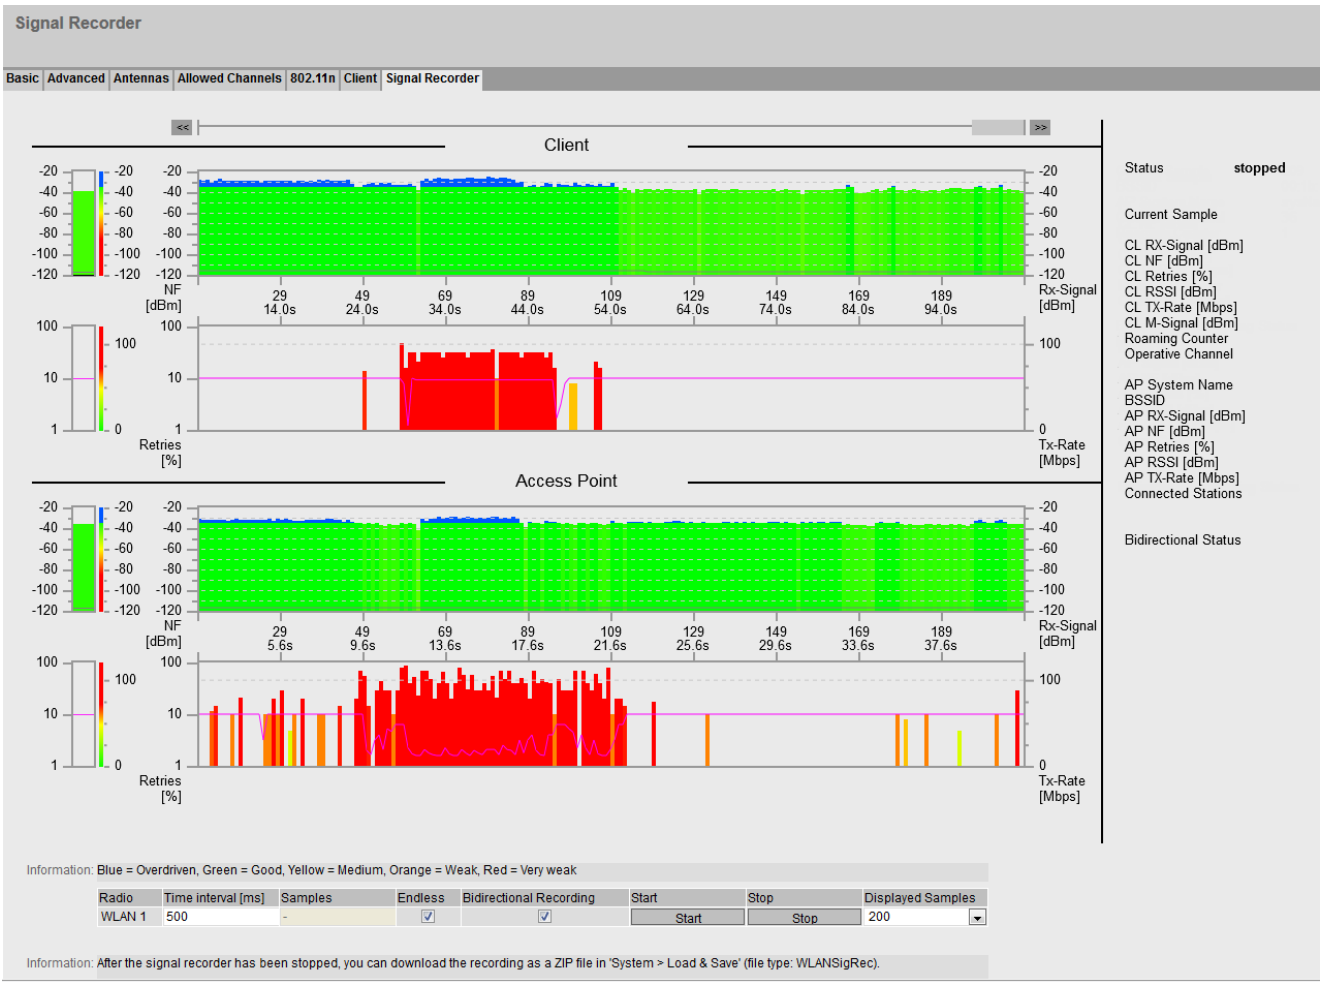 Signal Recorder
Basic Advanced Antennas Allowed Channels 802.11n Client Signal Recorder
<< >>
Client
-20 -20 -20 -20
-40 -40 -40 -40
-60 -60 -60 -60
-80 -80 -80 -80
-100 -100 -100 -100
-120 -120 -120 -120
NF [dBm] 29 49 69 89 109 129 149 169 189 Rx-Signal [dBm]
14.0s 24.0s 34.0s 44.0s 54.0s 64.0s 74.0s 84.0s 94.0s
100 100 100 100
10 10
1 0 1 0
Retries [%] Tx-Rate [Mbps]
Access Point
-20 -20 -20 -20
-40 -40 -40 -40
-60 -60 -60 -60
-80 -80 -80 -80
-100 -100 -100 -100
-120 -120 -120 -120
NF [dBm] 29 49 69 89 109 129 149 169 189 Rx-Signal [dBm]
5.6s 9.6s 13.6s 17.6s 21.6s 25.6s 29.6s 33.6s 37.6s
100 100 100 100
10 10
1 0 1 0
Retries [%] Tx-Rate [Mbps]
Status stopped
Current Sample
CL RX-Signal [dBm]
CL NF [dBm]
CL Retries [%]
CL RSSI [dBm]
CL TX-Rate [Mbps]
CL M-Signal [dBm]
Roaming Counter
Operative Channel
AP System Name
BSSID
AP RX-Signal [dBm]
AP NF [dBm]
AP Retries [%]
AP RSSI [dBm]
AP TX-Rate [Mbps]
Connected Stations
Bidirectional Status
Information: Blue = Overdriven, Green = Good, Yellow = Medium, Orange = Weak, Red = Very weak
Radio Time interval [ms] Samples Endless Bidirectional Recording Start Stop Displayed Samples
WLAN 1 500 - Start Stop 200
Information: After the signal recorder has been stopped, you can download the recording as a ZIP file in 'System > Load & Save' (file type: WLANSigRec).